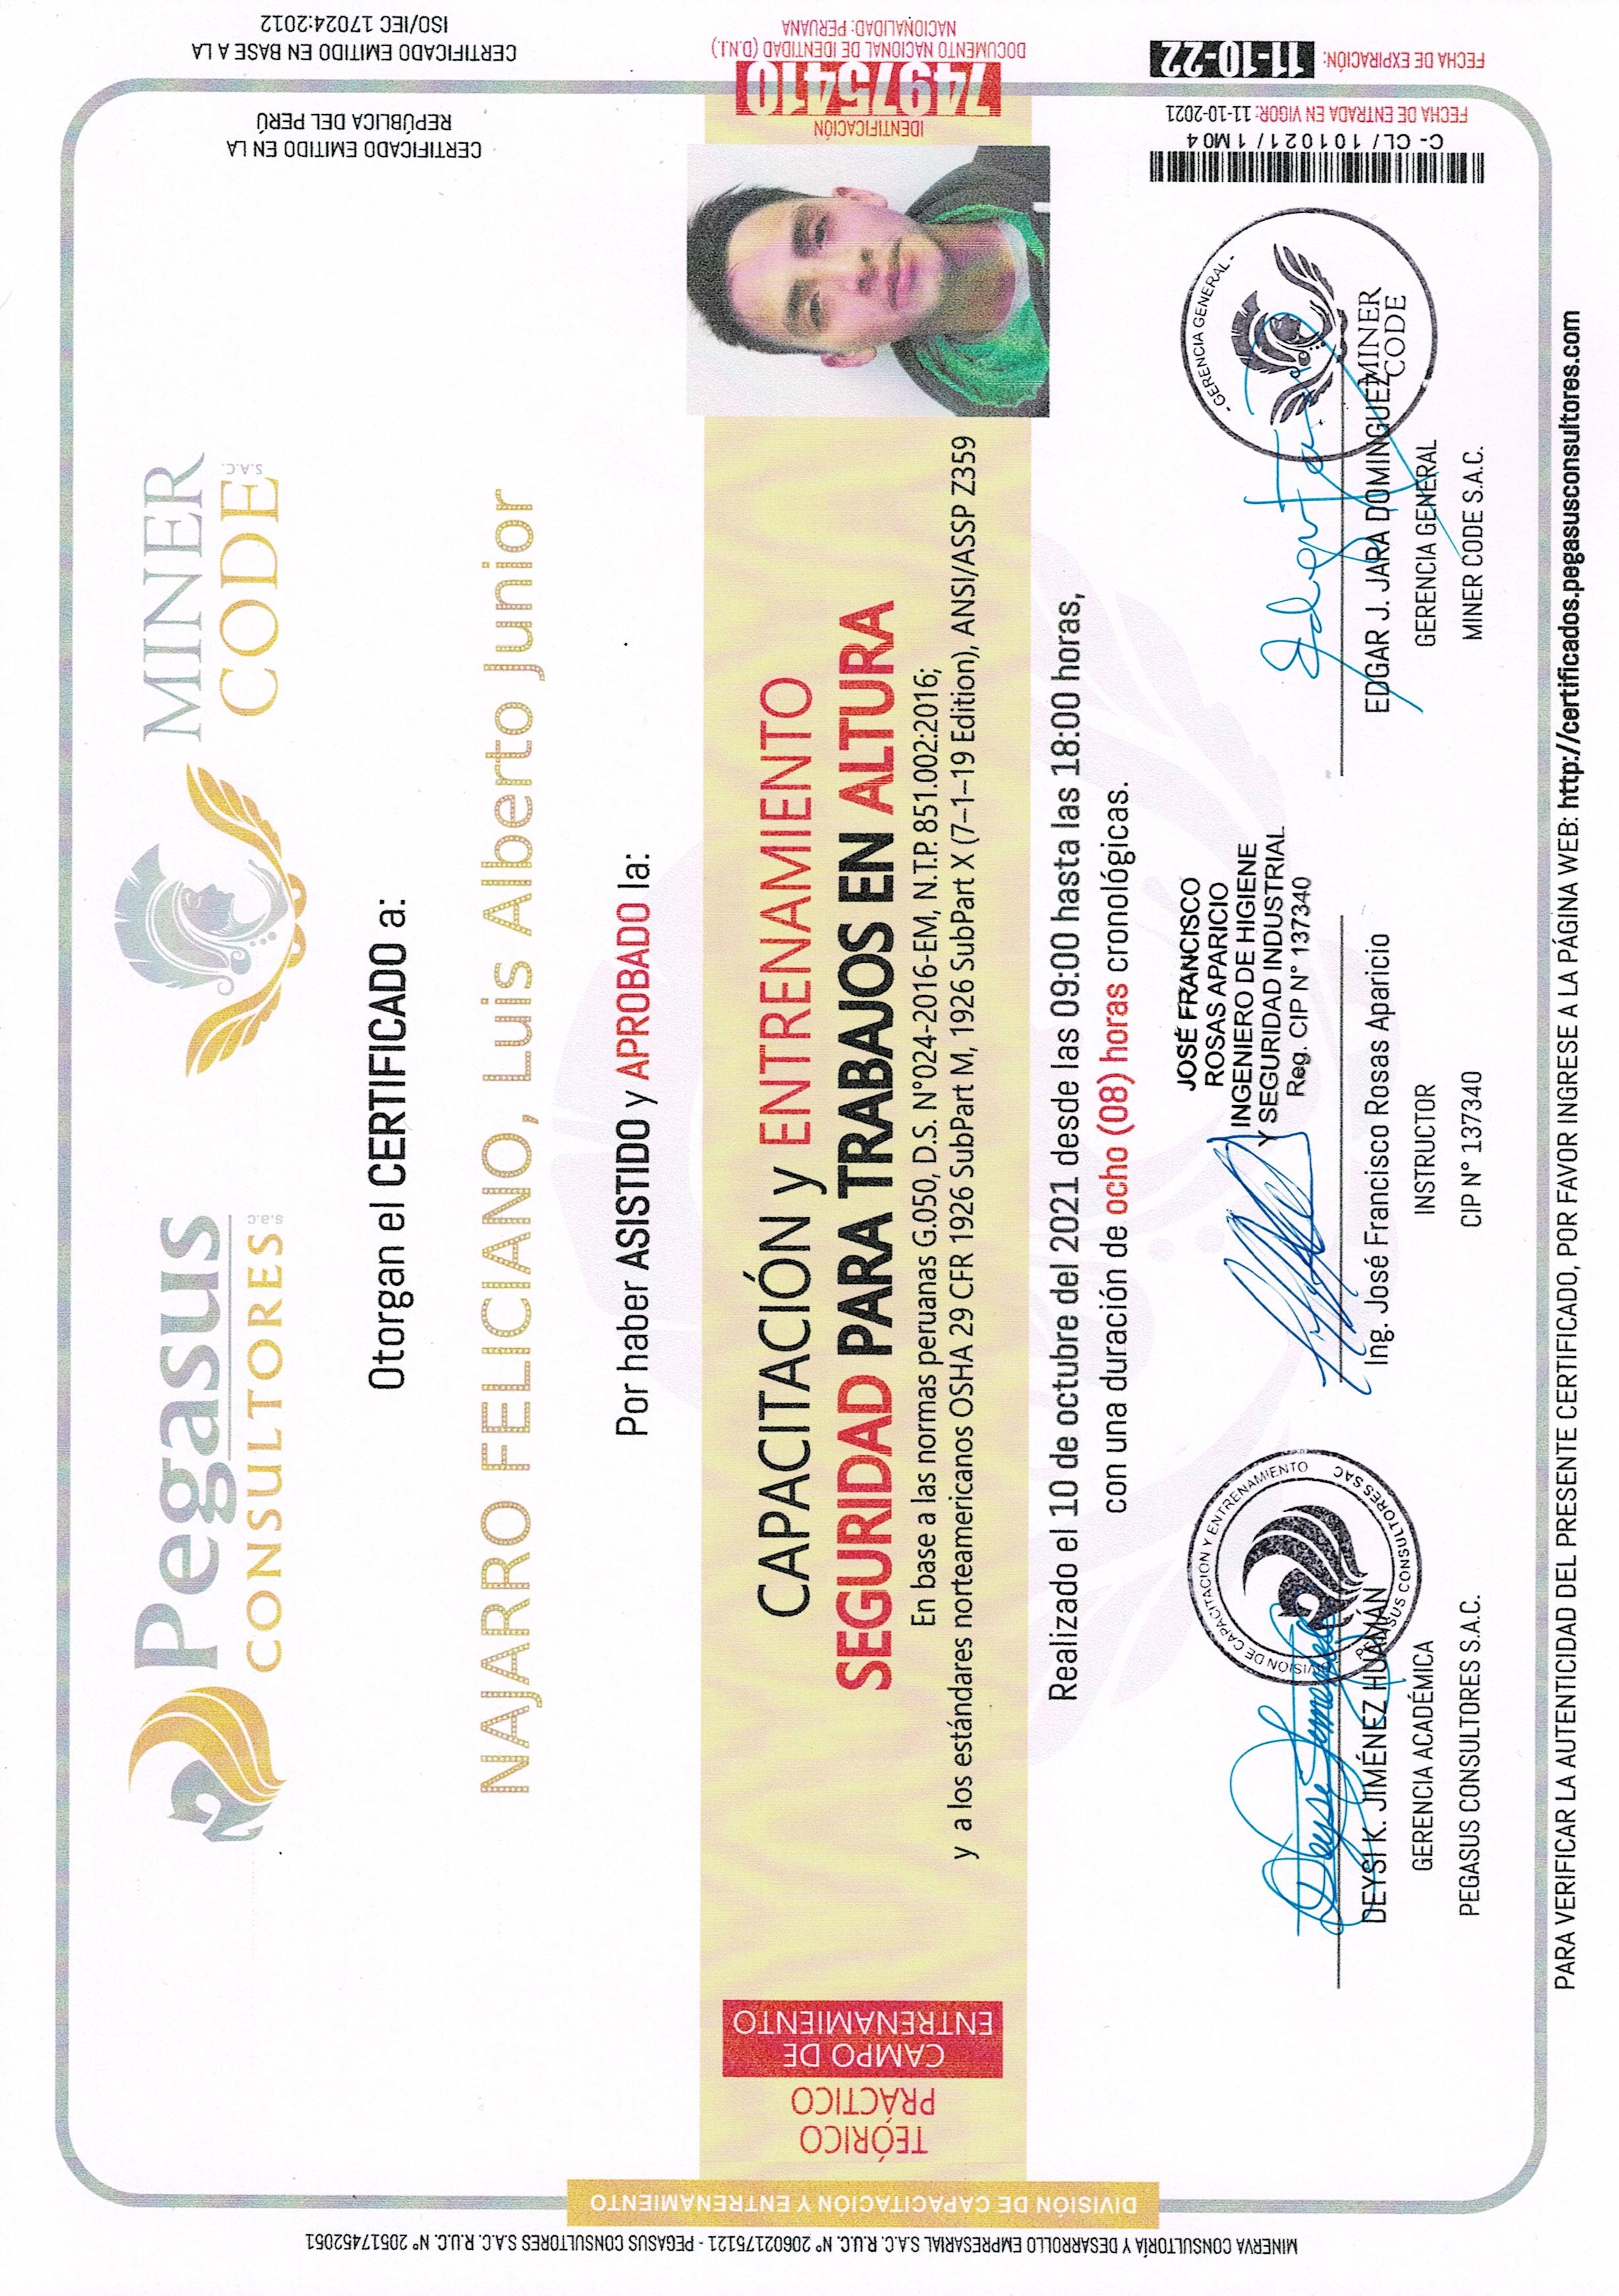 Pegasus
CONSULTORES s.a.c
MINER
CODE S.A.C.
Otorgan el CERTIFICADO a:
NAJARRO FELICIANO, Luis Alberto Junior
Por haber ASISTIDO y APROBADO la:
TEÓRICO
PRÁCTICO
CAMPO DE
ENTRENAMIENTO
CAPACITACIÓN y ENTRENAMIENTO
SEGURIDAD PARA TRABAJOS EN ALTURA
En base a las normas peruanas G.050, D.S. N°024-2016-EM, N.T.P. 851.002:2016;
y a los estándares norteamericanos OSHA 29 CFR 1926 SubPart M, 1926 SubPart X (7–1–19 Edition), ANSI/ASSP Z359
Realizado el 10 de octubre del 2021 desde las 09:00 hasta las 18:00 horas,
con una duración de ocho (08) horas cronológicas.
DIVISIÓN DE CAPACITACIÓN Y ENTRENAMIENTO
PEGASUS CONSULTORES SAC
DEYSI K. JIMÉNEZ HUAMÁN
GERENCIA ACADÉMICA
PEGASUS CONSULTORES S.A.C.
JOSÉ FRANCISCO
ROSAS APARICIO
INGENIERO DE HIGIENE
Y SEGURIDAD INDUSTRIAL
Reg. CIP N° 137340
Ing. José Francisco Rosas Aparicio
INSTRUCTOR
CIP N° 137340
- GERENCIA GENERAL -
MINER
CODE
EDGAR J. JARA DOMINGUEZ
GERENCIA GENERAL
MINER CODE S.A.C.
MINERVA CONSULTORÍA Y DESARROLLO EMPRESARIAL S.A.C. R.U.C. N° 20602175121 - PEGASUS CONSULTORES S.A.C. R.U.C. N° 20517452051
DIVISIÓN DE CAPACITACIÓN Y ENTRENAMIENTO
CERTIFICADO EMITIDO EN LA
REPÚBLICA DEL PERÚ
CERTIFICADO EMITIDO EN BASE A LA
ISO/IEC 17024:2012
IDENTIFICACIÓN
74975410
DOCUMENTO NACIONAL DE IDENTIDAD (D.N.I.)
NACIONALIDAD: PERUANA
C- CL/ 101021/ 1M04
FECHA DE ENTRADA EN VIGOR: 11-10-2021
FECHA DE EXPIRACIÓN: 11-10-22
PARA VERIFICAR LA AUTENTICIDAD DEL PRESENTE CERTIFICADO, POR FAVOR INGRESE A LA PÁGINA WEB: http://certificados.pegasusconsultores.com